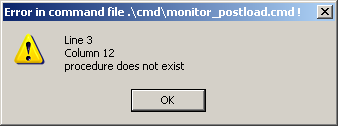 Error in command file .\cmd\monitor_postload.cmd !
Line 3
Column 12
procedure does not exist
OK